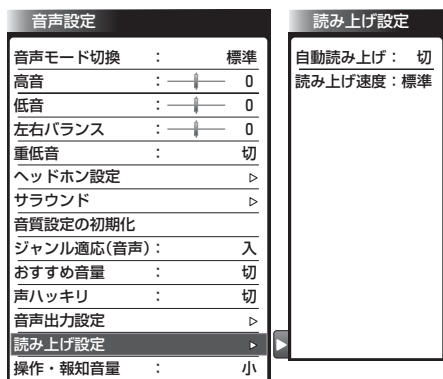 音声設定
音声モード切換 : 標準
高音 : 0
低音 : 0
左右バランス : 0
重低音 : 切
ヘッドホン設定 ▷
サラウンド ▷
音質設定の初期化
ジャンル適応(音声) : 入
おすすめ音量 : 切
声ハッキリ : 切
音声出力設定 ▷
読み上げ設定 ▷
操作・報知音量 : 小
読み上げ設定
自動読み上げ : 切
読み上げ速度 : 標準